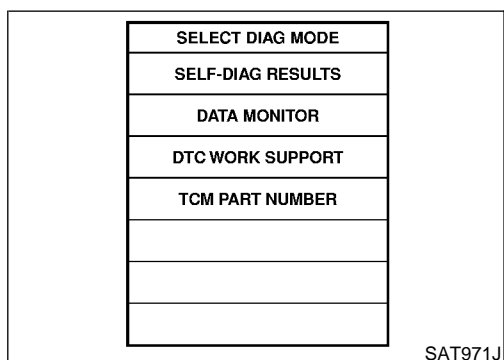 SELECT DIAG MODE
SELF-DIAG RESULTS
DATA MONITOR
DTC WORK SUPPORT
TCM PART NUMBER
SAT971J